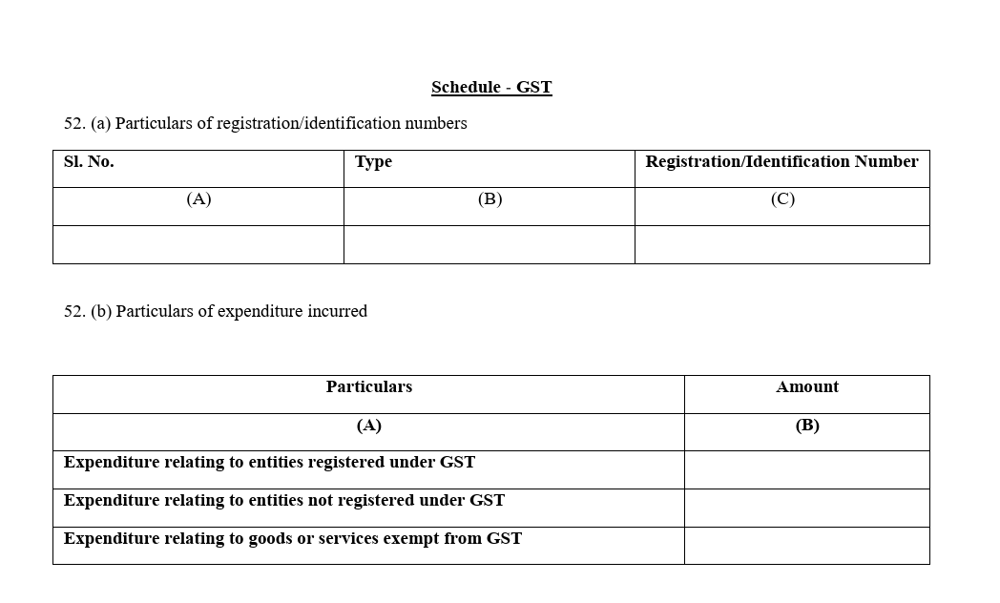 Schedule - GST
52. (a) Particulars of registration/identification numbers
Sl. No. Type Registration/Identification Number
(A) (B) (C)
52. (b) Particulars of expenditure incurred
Particulars Amount
(A) (B)
Expenditure relating to entities registered under GST
Expenditure relating to entities not registered under GST
Expenditure relating to goods or services exempt from GST